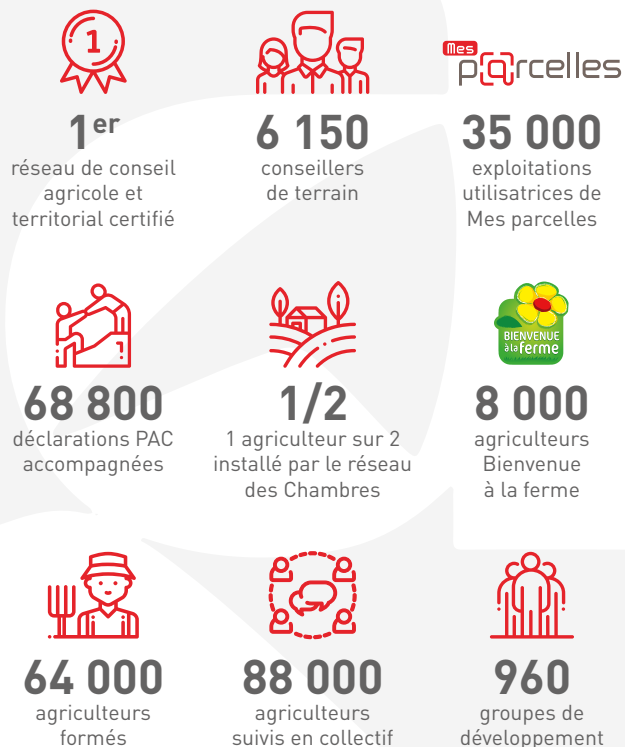 1
1er
réseau de conseil
agricole et
territorial certifié
6 150
conseillers
de terrain
Mes
parcelles
35 000
exploitations
utilisatrices de
Mes parcelles
68 800
déclarations PAC
accompagnées
1/2
1 agriculteur sur 2
installé par le réseau
des Chambres
BIENVENUE
à la ferme
8 000
agriculteurs
Bienvenue
à la ferme
64 000
agriculteurs
formés
88 000
agriculteurs
suivis en collectif
960
groupes de
développement